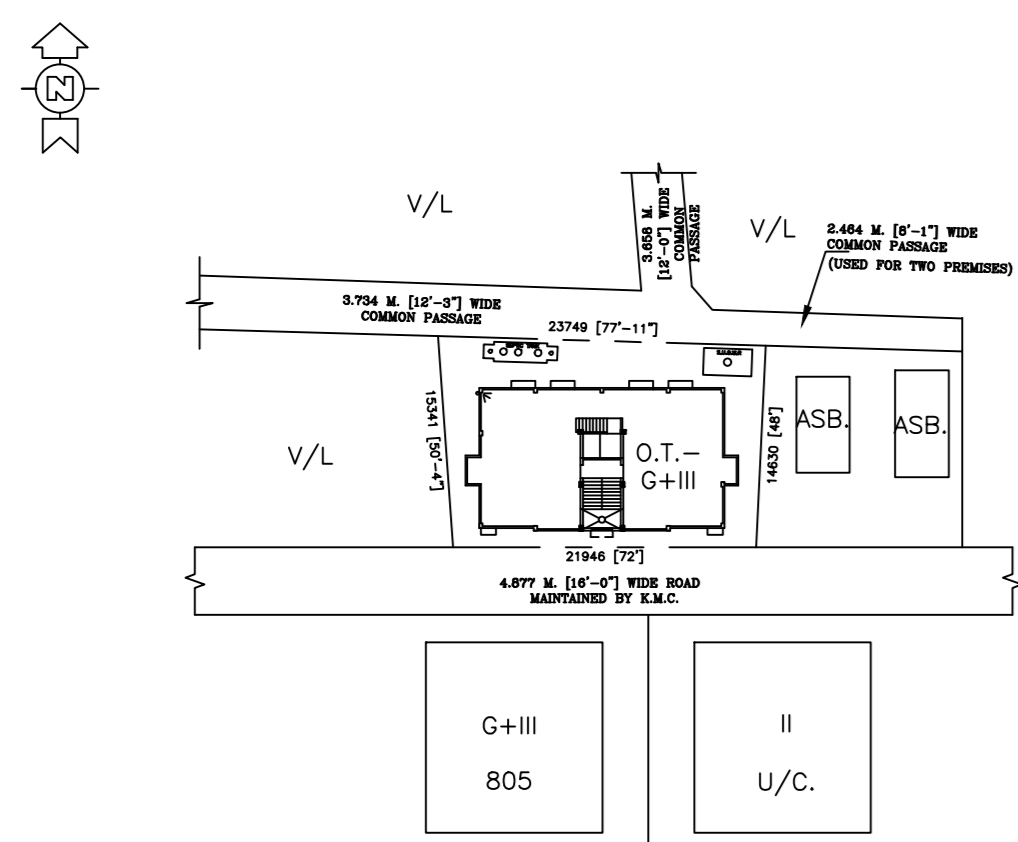 N
V/L
3.658 M.
[12'-0"] WIDE
COMMON
PASSAGE
V/L
2.464 M. [8'-1"] WIDE
COMMON PASSAGE
(USED FOR TWO PREMISES)
3.734 M. [12'-3"] WIDE
COMMON PASSAGE
23749 [77'-11"]
15341 [50'-4"]
V/L
O.T.-
G+III
14630 [48']
ASB.
ASB.
21946 [72']
4.877 M. [16'-0"] WIDE ROAD
MAINTAINED BY K.M.C.
G+III
805
II
U/C.